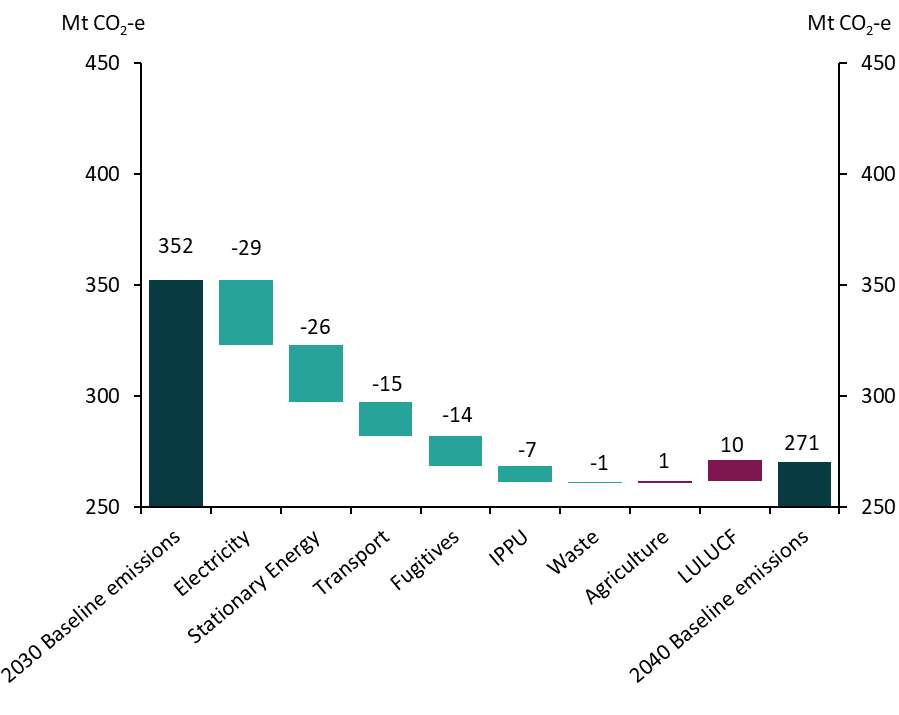 Mt CO₂-e
Mt CO₂-e
450
400
350
300
250
450
400
350
300
250
352
-29
-26
-15
-14
-7
-1
1
10
271
2030 Baseline emissions
Electricity
Stationary Energy
Transport
Fugitives
IPPU
Waste
Agriculture
LULUCF
2040 Baseline emissions